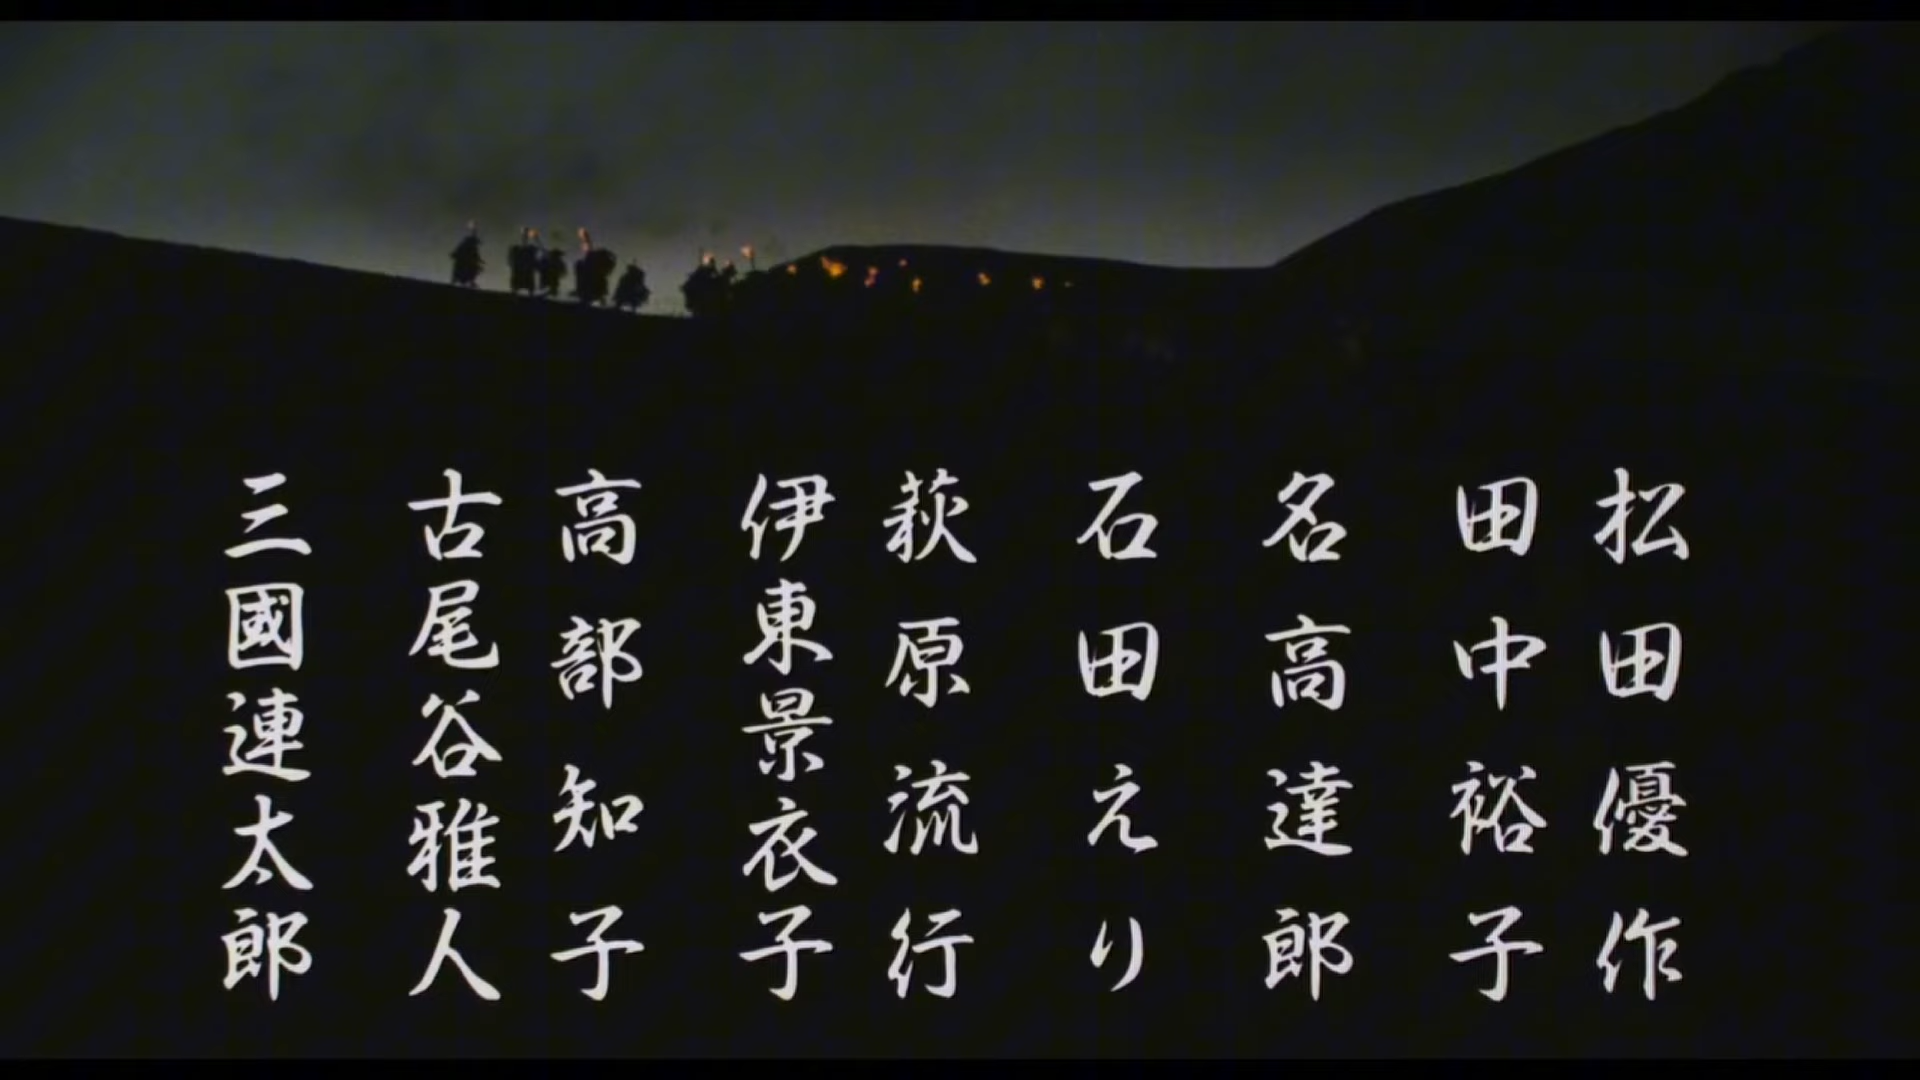 松田優作
田中裕子
名高達郎
石田えり
萩原流行
伊東景衣子
高部知子
古尾谷雅人
三國連太郎